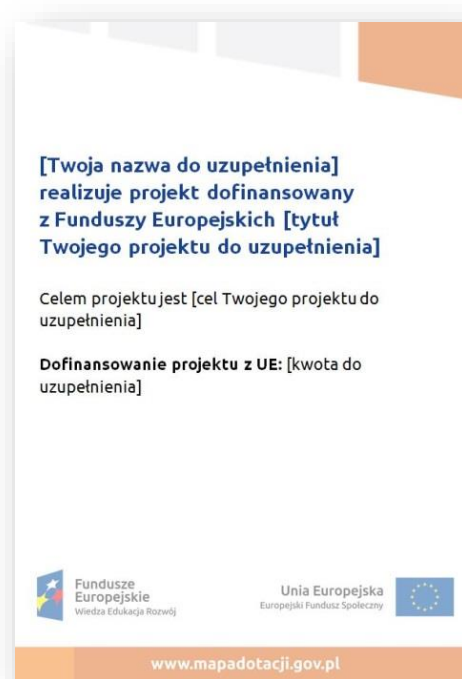 [Twoja nazwa do uzupełnienia]
realizuje projekt dofinansowany
z Funduszy Europejskich [tytuł
Twojego projektu do uzupełnienia]
Celem projektu jest [cel Twojego projektu do
uzupełnienia]
Dofinansowanie projektu z UE: [kwota do
uzupełnienia]
Fundusze
Europejskie
Wiedza Edukacja Rozwój
Unia Europejska
Europejski Fundusz Społeczny
www.mapadotacji.gov.pl